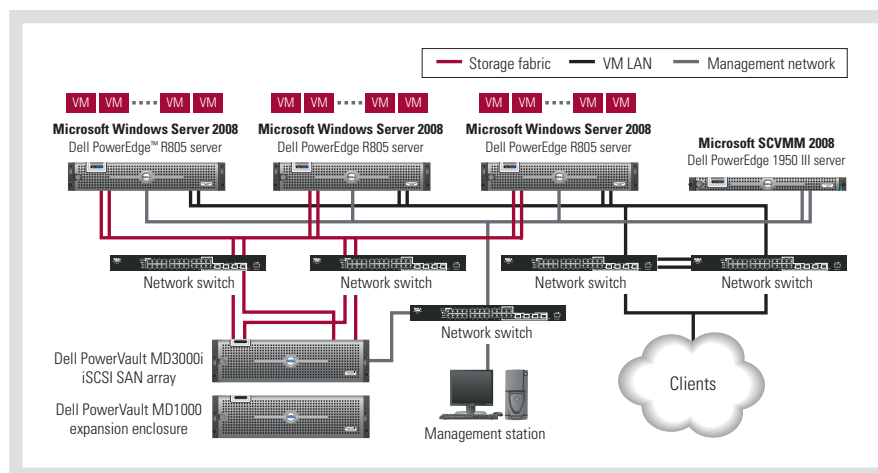 Storage fabric VM LAN Management network
VM VM VM VM VM VM VM VM VM VM VM VM
Microsoft Windows Server 2008 Microsoft Windows Server 2008 Microsoft Windows Server 2008
Dell PowerEdge™ R805 server Dell PowerEdge R805 server Dell PowerEdge R805 server
Microsoft SCVMM 2008
Dell PowerEdge 1950 III server
Network switch Network switch Network switch Network switch
Network switch
Dell PowerVault MD3000i
iSCSI SAN array
Dell PowerVault MD1000
expansion enclosure
Management station
Clients